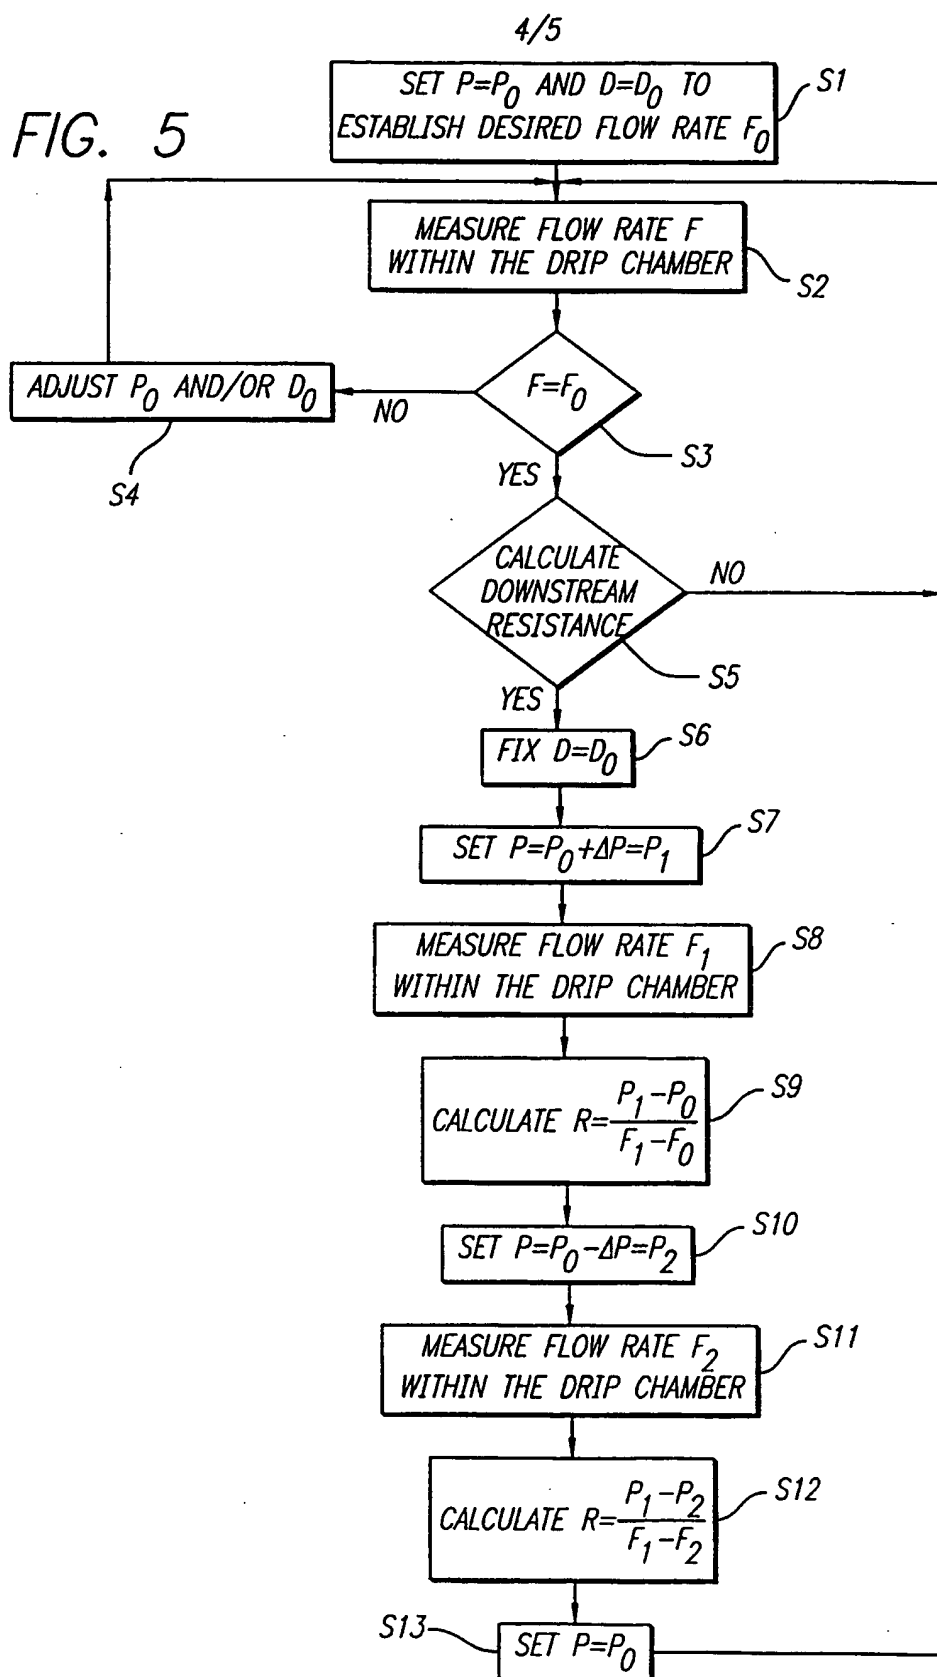 4/5
FIG. 5
SET P=P0 AND D=D0 TO
ESTABLISH DESIRED FLOW RATE F0
S1
MEASURE FLOW RATE F
WITHIN THE DRIP CHAMBER
S2
F=F0
S3
NO
ADJUST P0 AND/OR D0
S4
YES
CALCULATE
DOWNSTREAM
RESISTANCE
NO
S5
YES
FIX D=D0
S6
SET P=P0+ΔP=P1
S7
MEASURE FLOW RATE F1
WITHIN THE DRIP CHAMBER
S8
CALCULATE R=P1-P0/F1-F0
S9
SET P=P0-ΔP=P2
S10
MEASURE FLOW RATE F2
WITHIN THE DRIP CHAMBER
S11
CALCULATE R=P1-P2/F1-F2
S12
S13
SET P=P0